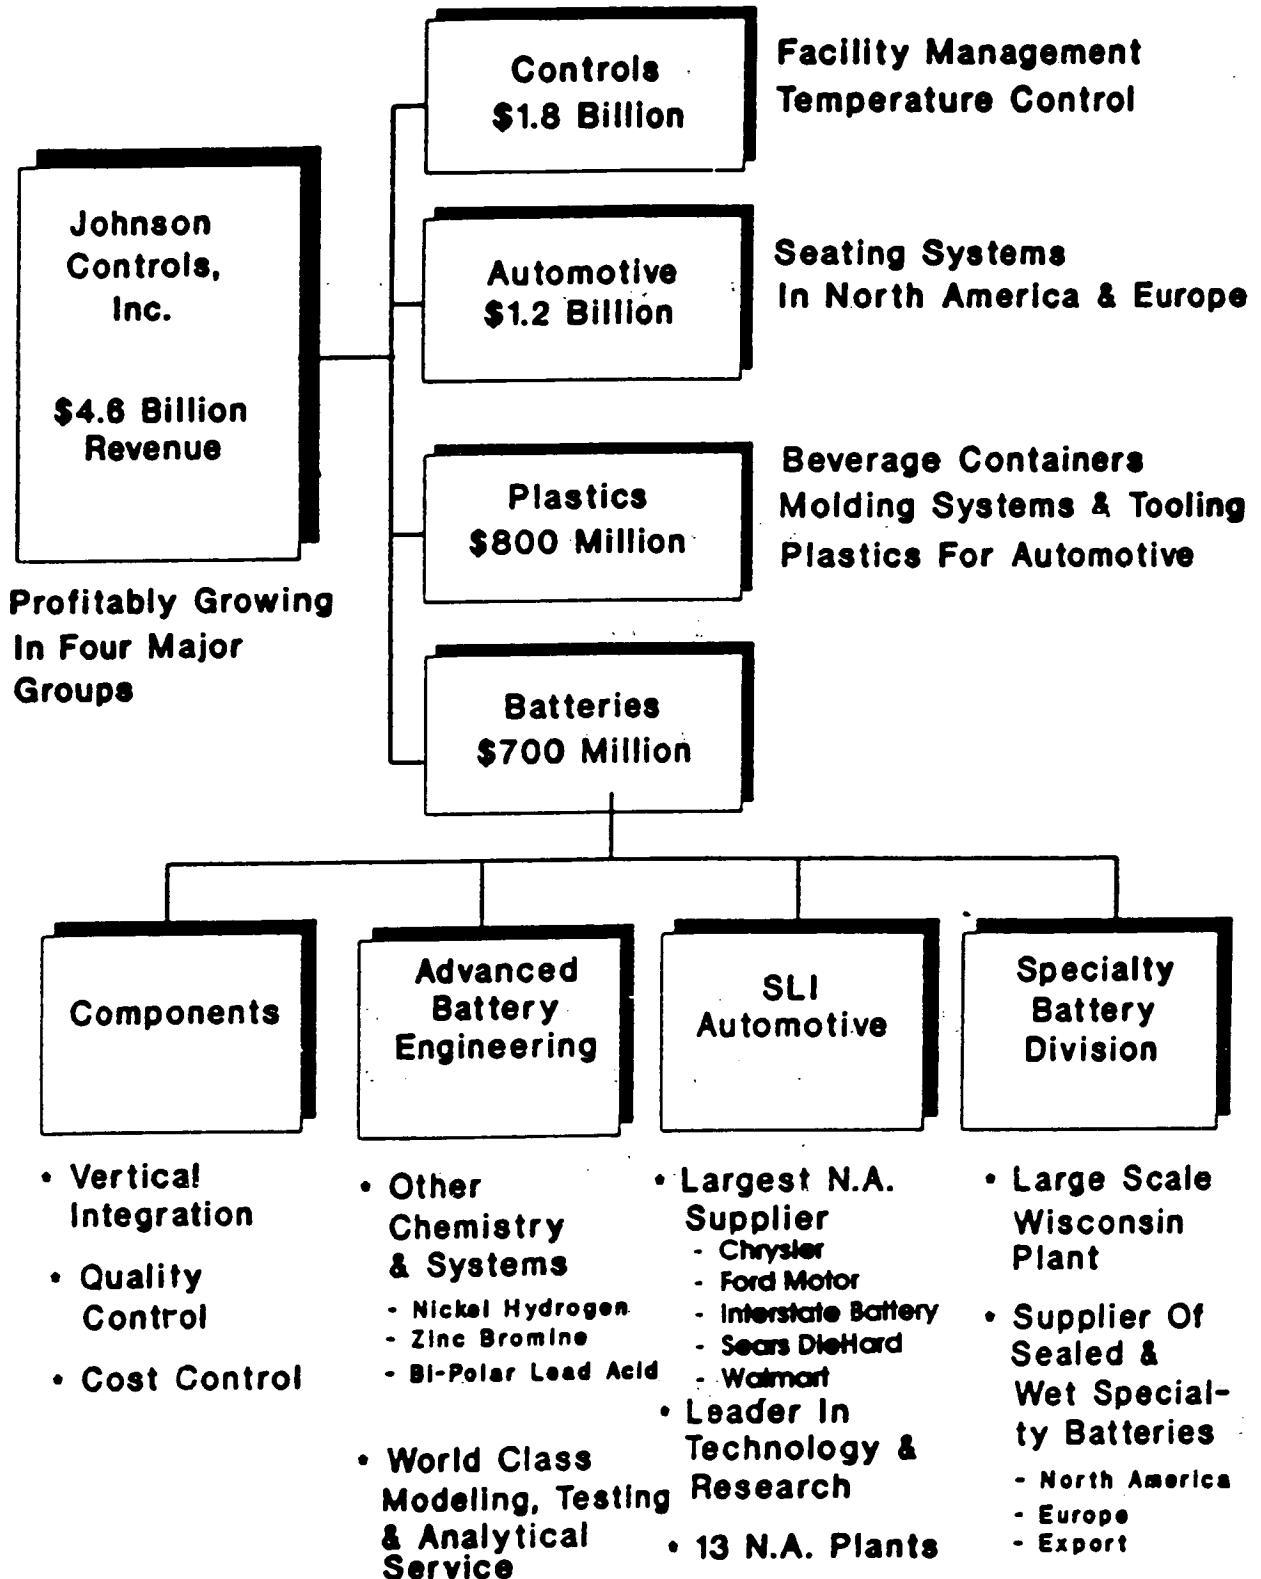 Johnson
Controls,
Inc.
$4.6 Billion
Revenue
Profitably Growing
In Four Major
Groups
Controls
$1.8 Billion
Facility Management
Temperature Control
Automotive
$1.2 Billion
Seating Systems
In North America & Europe
Plastics
$800 Million
Beverage Containers
Molding Systems & Tooling
Plastics For Automotive
Batteries
$700 Million
Components
• Vertical
Integration
• Quality
Control
• Cost Control
Advanced
Battery
Engineering
• Other
Chemistry
& Systems
- Nickel Hydrogen
- Zinc Bromine
- Bi-Polar Lead Acid
• World Class
Modeling, Testing
& Analytical
Service
SLI
Automotive
• Largest N.A.
Supplier
- Chrysler
- Ford Motor
- Interstate Battery
- Sears DieHard
- Walmart
• Leader In
Technology &
Research
• 13 N.A. Plants
Specialty
Battery
Division
• Large Scale
Wisconsin
Plant
• Supplier Of
Sealed &
Wet Special-
ty Batteries
- North America
- Europe
- Export